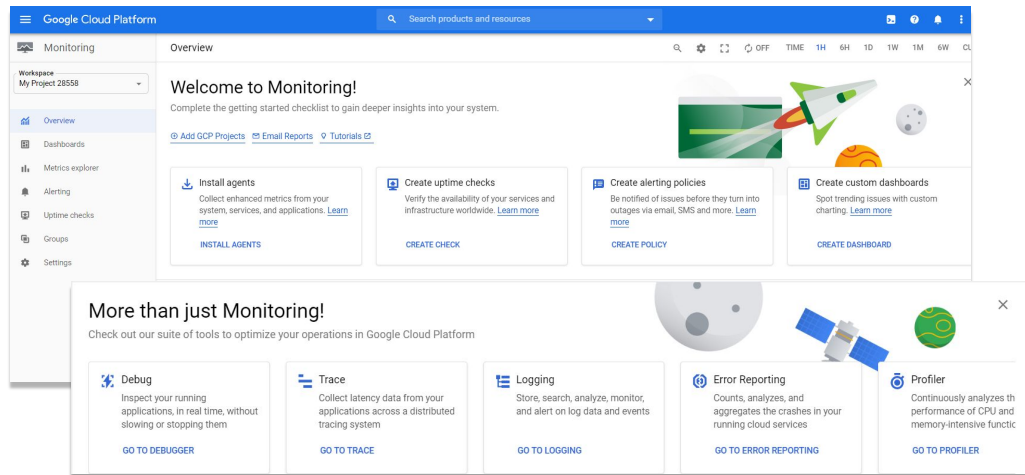 Google Cloud Platform
Search products and resources
Monitoring
Overview
OFF TIME 1H 6H 1D 1W 1M 6W
Workspace
My Project 28558
Overview
Dashboards
Metrics explorer
Alerting
Uptime checks
Groups
Settings
Welcome to Monitoring!
Complete the getting started checklist to gain deeper insights into your system.
Add GCP Projects Email Reports Tutorials
Install agents
Collect enhanced metrics from your
system, services, and applications. Learn
more
INSTALL AGENTS
Create uptime checks
Verify the availability of your services and
infrastructure worldwide. Learn more
CREATE CHECK
Create alerting policies
Be notified of issues before they turn into
outages via email, SMS and more. Learn
more
CREATE POLICY
Create custom dashboards
Spot trending issues with custom
charting. Learn more
CREATE DASHBOARD
More than just Monitoring!
Check out our suite of tools to optimize your operations in Google Cloud Platform
Debug
Inspect your running
applications, in real time, without
slowing or stopping them
GO TO DEBUGGER
Trace
Collect latency data from your
applications across a distributed
tracing system
GO TO TRACE
Logging
Store, search, analyze, monitor,
and alert on log data and events
GO TO LOGGING
Error Reporting
Counts, analyzes, and
aggregates the crashes in your
running cloud services
GO TO ERROR REPORTING
Profiler
Continuously analyzes th
performance of CPU and
memory-intensive functic
GO TO PROFILER